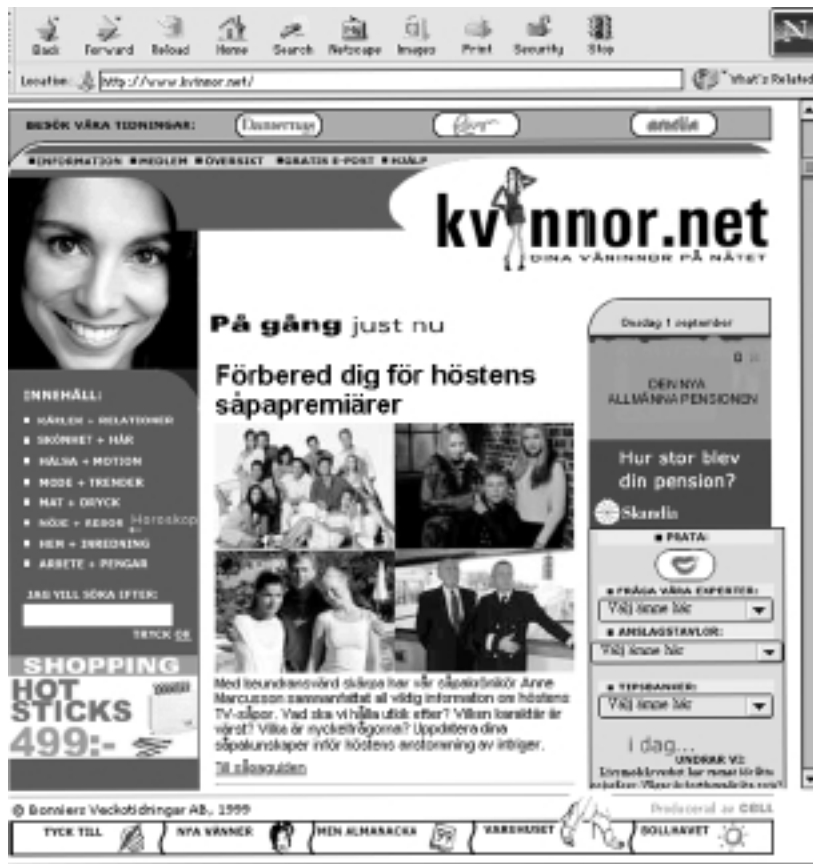 Back Forward Reload Home Search Netscape Images Print Security Stop
N
Location: http://www.kvinnor.net/ What's Related
BESÖK VÅRA TIDNINGAR: Damernas amelia
INFORMATION MEDLEM ÖVERSIKT GRATIS E-POST HJÄLP
kvinnor.net
DINA VÄNINNOR PÅ NÄTET
På gång just nu
Förbered dig för höstens
såpapremiärer
INNEHÅLL:
KÄRLEK + RELATIONER
SKÖNHET + HÅR
HÄLSA + MOTION
MODE + TRENDER
MAT + DRYCK
NÖJE + RESOR Horoskop
HEM + INREDNING
ARBETE + PENGAR
JAG VILL SÖKA EFTER:
TRYCK OK
SHOPPING
HOT
STICKS
499:-
Med beundransvärd skärpa har vår såpakrönikör Anne
Marcusson sammanfattat all viktig information om höstens
TV-såpor. Vad ska vi hålla utkik efter? Vilken karaktär är
värst? Vilka är nyckelfrågorna? Uppdatera dina
såpakunskaper inför höstens anstormning av intriger.
Till såpaguiden
Onsdag 1 september
DEN NYA
ALLMÄNNA PENSIONEN
Hur stor blev
din pension?
Skandia
PRATA:
FRÅGA VÅRA EXPERTER:
Välj ämne här
ANSLAGSTAVLOR:
Välj ämne här
TIPSBANKER:
Välj ämne här
i dag...
UNDRAR VI:
© Bonniers Veckotidningar AB, 1999 Producerad av CELL
TYCK TILL NYA VÄNNER MIN ALMANACKA VARUHUSET BOLLHAVET